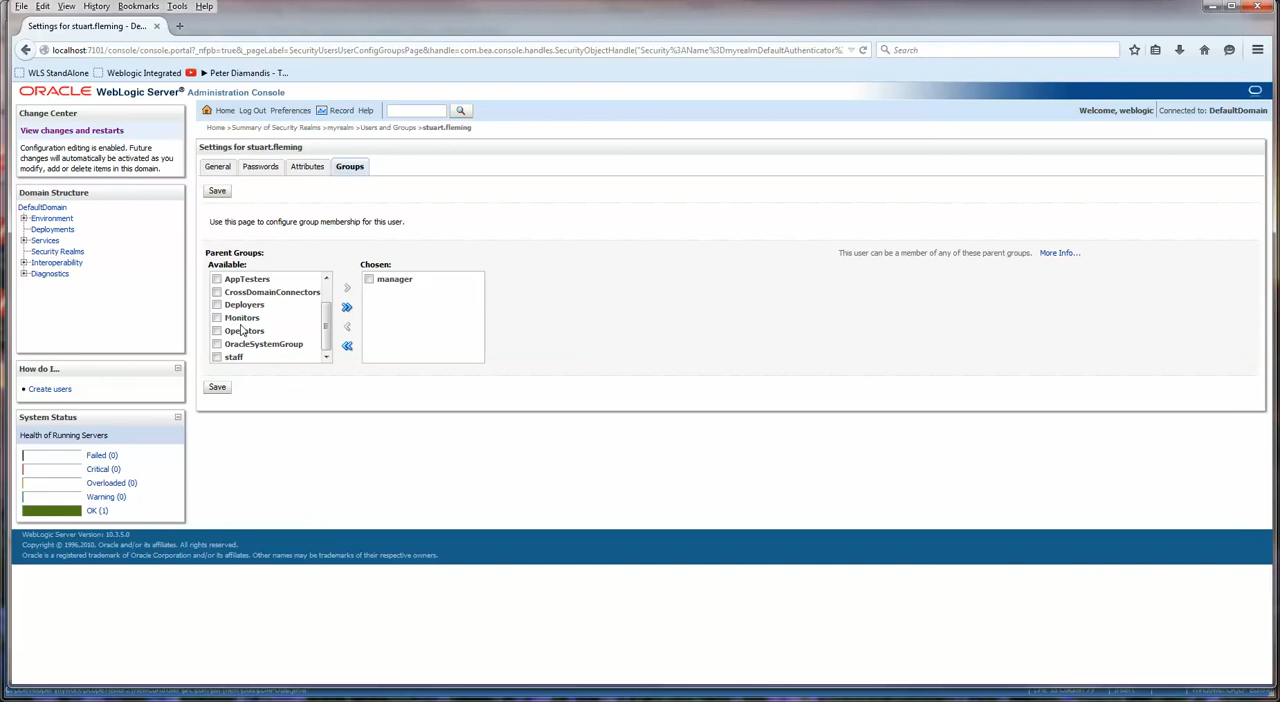 File Edit View History Bookmarks Tools Help
Settings for stuart.fleming - De...
localhost:7101/console/console.portal?_nfpb=true&_pageLabel=SecurityUsersUserConfigGroupsPage&handle=com.bea.console.handles.SecurityObjectHandle("Security%3AName%3DmyrealmDefaultAuthenticator%
Search
WLS StandAlone Weblogic Integrated ► Peter Diamandis - T...
ORACLE WebLogic Server® Administration Console
Change Center
View changes and restarts
Configuration editing is enabled. Future
changes will automatically be activated as you
modify, add or delete items in this domain.
Domain Structure
DefaultDomain
Environment
Deployments
Services
Security Realms
Interoperability
Diagnostics
How do I...
Create users
System Status
Health of Running Servers
Failed (0)
Critical (0)
Overloaded (0)
Warning (0)
OK (1)
Home Log Out Preferences Record Help
Welcome, weblogic Connected to: DefaultDomain
Home >Summary of Security Realms >myrealm >Users and Groups >stuart.fleming
Settings for stuart.fleming
General Passwords Attributes Groups
Save
Use this page to configure group membership for this user.
Parent Groups:
This user can be a member of any of these parent groups. More Info...
Available:
AppTesters
CrossDomainConnectors
Deployers
Monitors
Operators
OracleSystemGroup
staff
Chosen:
manager
Save
WebLogic Server Version: 10.3.5.0
Copyright © 1996,2010, Oracle and/or its affiliates. All rights reserved.
Oracle is a registered trademark of Oracle Corporation and/or its affiliates. Other names may be trademarks of their respective owners.